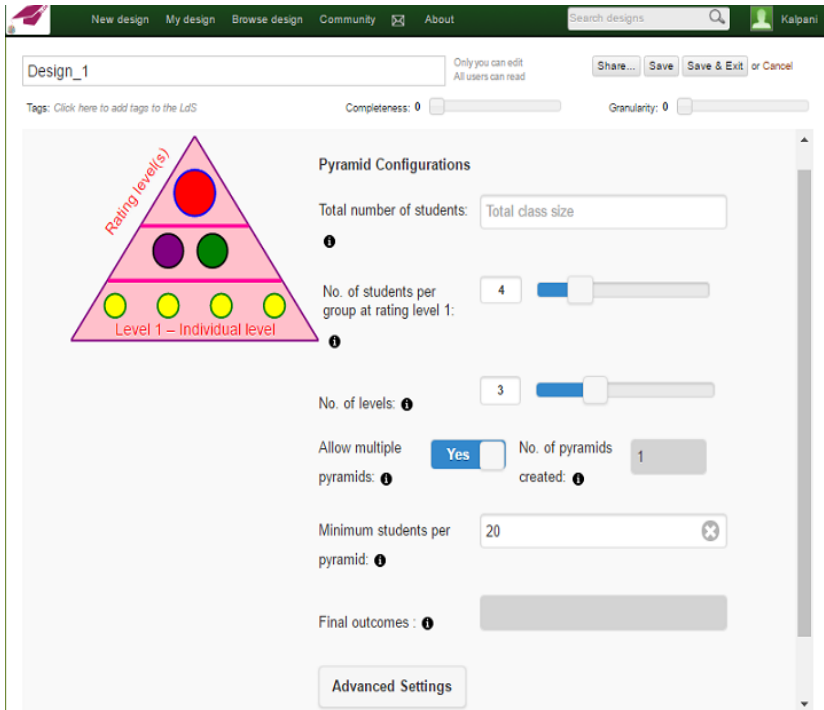 New design My design Browse design Community About Search designs Kalpani
Design_1
Only you can edit
All users can read
Share... Save Save & Exit or Cancel
Tags: Click here to add tags to the LdS Completeness: 0 Granularity: 0
Rating level(s)
Level 1 – Individual level
Pyramid Configurations
Total number of students: Total class size
No. of students per
group at rating level 1:
4
No. of levels: 3
Allow multiple
pyramids:
Yes
No. of pyramids
created:
1
Minimum students per
pyramid:
20
Final outcomes :
Advanced Settings